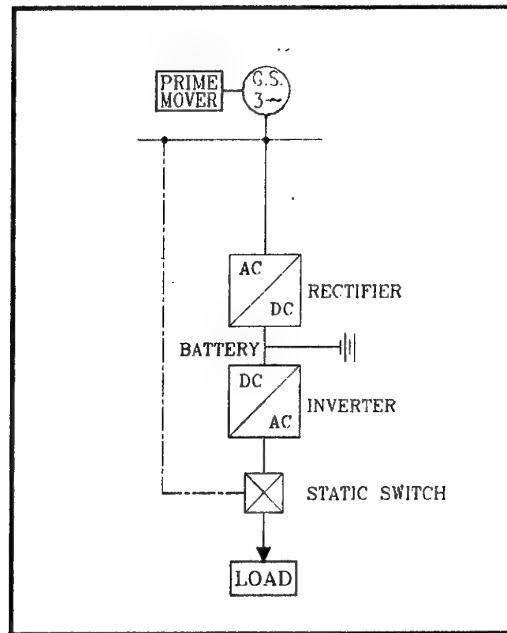 PRIME
MOVER
G.S.
3~
AC
DC
RECTIFIER
BATTERY
DC
AC
INVERTER
STATIC SWITCH
LOAD